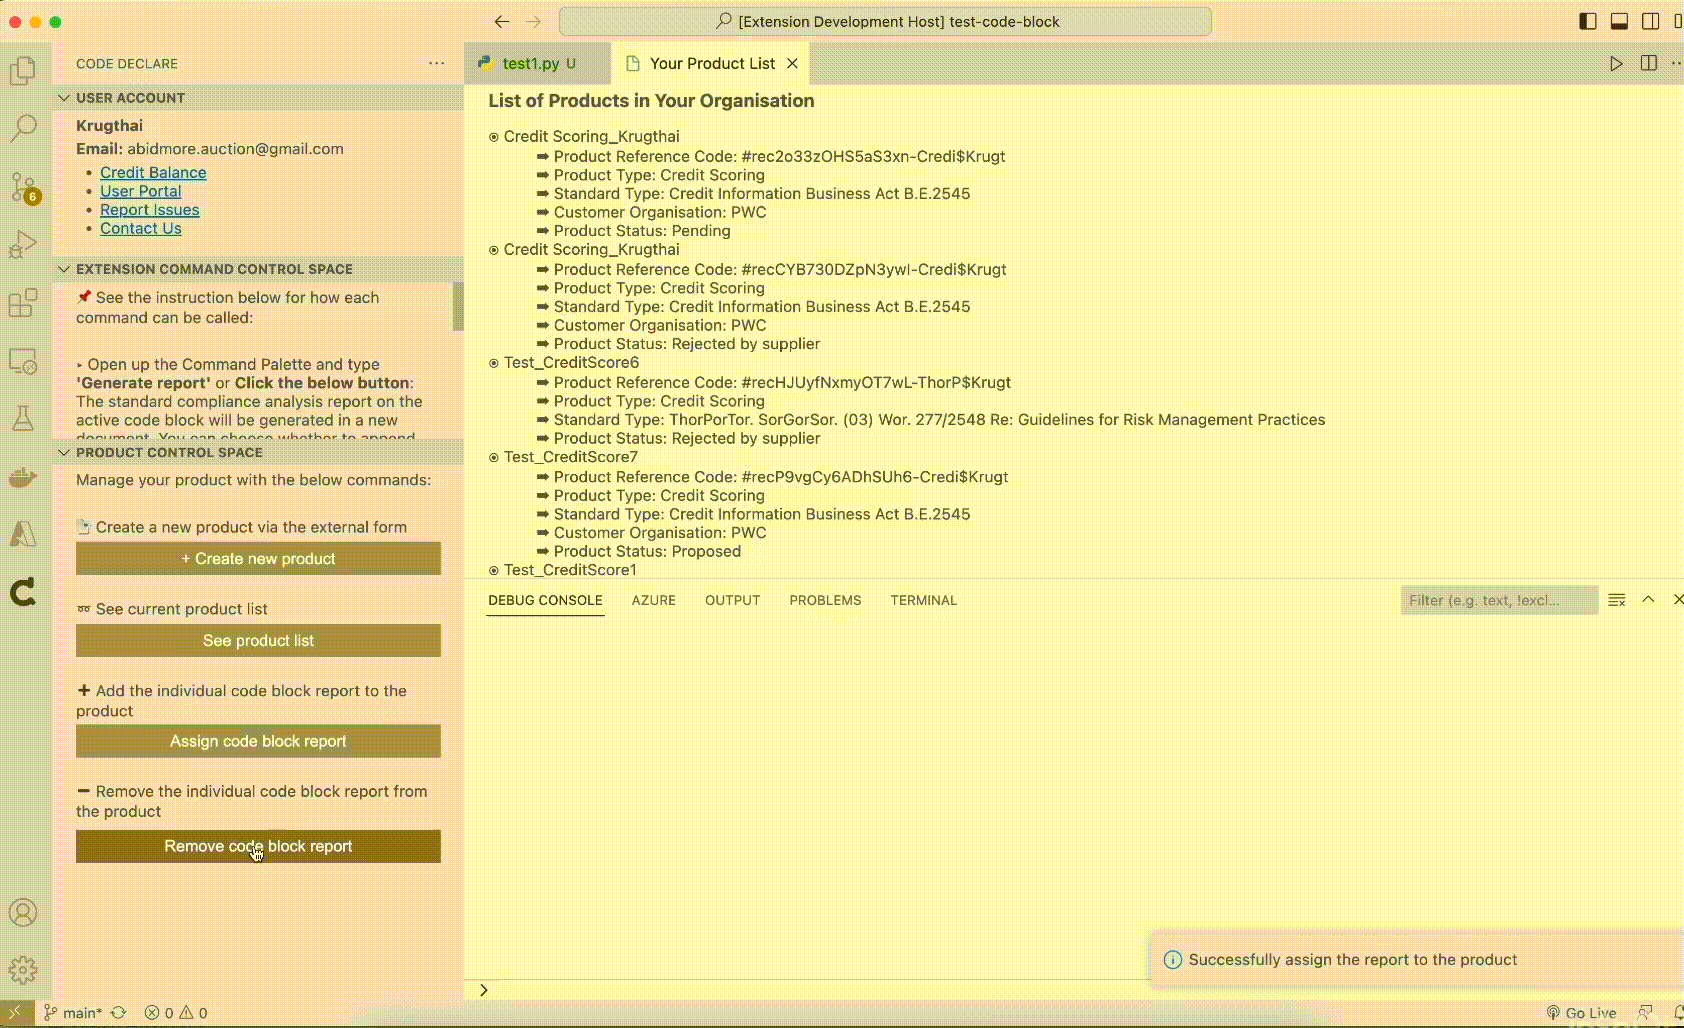 [Extension Development Host] test-code-block
CODE DECLARE
USER ACCOUNT
Krugthai
Email: abidmore.auction@gmail.com
• Credit Balance
• User Portal
• Report Issues
• Contact Us
6
EXTENSION COMMAND CONTROL SPACE
📌 See the instruction below for how each
command can be called:
‣ Open up the Command Palette and type
'Generate report' or Click the below button:
The standard compliance analysis report on the
active code block will be generated in a new
document. You can choose whether to append
PRODUCT CONTROL SPACE
Manage your product with the below commands:
Create a new product via the external form
+ Create new product
See current product list
See product list
➕ Add the individual code block report to the
product
Assign code block report
➖ Remove the individual code block report from
the product
Remove code block report
test1.py U
Your Product List
List of Products in Your Organisation
◉ Credit Scoring_Krugthai
➡ Product Reference Code: #rec2o33zOHS5aS3xn-Credi$Krugt
➡ Product Type: Credit Scoring
➡ Standard Type: Credit Information Business Act B.E.2545
➡ Customer Organisation: PWC
➡ Product Status: Pending
◉ Credit Scoring_Krugthai
➡ Product Reference Code: #recCYB730DZpN3ywI-Credi$Krugt
➡ Product Type: Credit Scoring
➡ Standard Type: Credit Information Business Act B.E.2545
➡ Customer Organisation: PWC
➡ Product Status: Rejected by supplier
◉ Test_CreditScore6
➡ Product Reference Code: #recHJUyfNxmyOT7wL-ThorP$Krugt
➡ Product Type: Credit Scoring
➡ Standard Type: ThorPorTor. SorGorSor. (03) Wor. 277/2548 Re: Guidelines for Risk Management Practices
➡ Product Status: Rejected by supplier
◉ Test_CreditScore7
➡ Product Reference Code: #recP9vgCy6ADhSUh6-Credi$Krugt
➡ Product Type: Credit Scoring
➡ Standard Type: Credit Information Business Act B.E.2545
➡ Customer Organisation: PWC
➡ Product Status: Proposed
◉ Test_CreditScore1
DEBUG CONSOLE AZURE OUTPUT PROBLEMS TERMINAL
Filter (e.g. text, !excl...
Successfully assign the report to the product
main* 0 0
Go Live